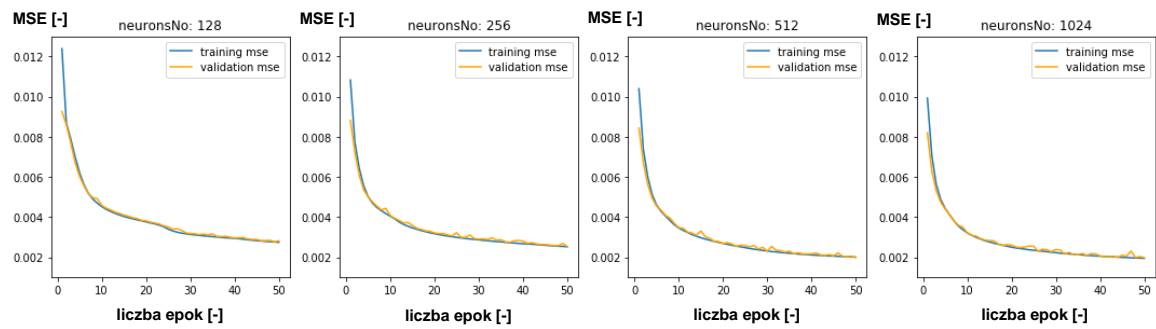 MSE [-]
neuronsNo: 128
training mse
validation mse
0.012
0.010
0.008
0.006
0.004
0.002
0 10 20 30 40 50
liczba epok [-]
MSE [-]
neuronsNo: 256
training mse
validation mse
0.012
0.010
0.008
0.006
0.004
0.002
0 10 20 30 40 50
liczba epok [-]
MSE [-]
neuronsNo: 512
training mse
validation mse
0.012
0.010
0.008
0.006
0.004
0.002
0 10 20 30 40 50
liczba epok [-]
MSE [-]
neuronsNo: 1024
training mse
validation mse
0.012
0.010
0.008
0.006
0.004
0.002
0 10 20 30 40 50
liczba epok [-]